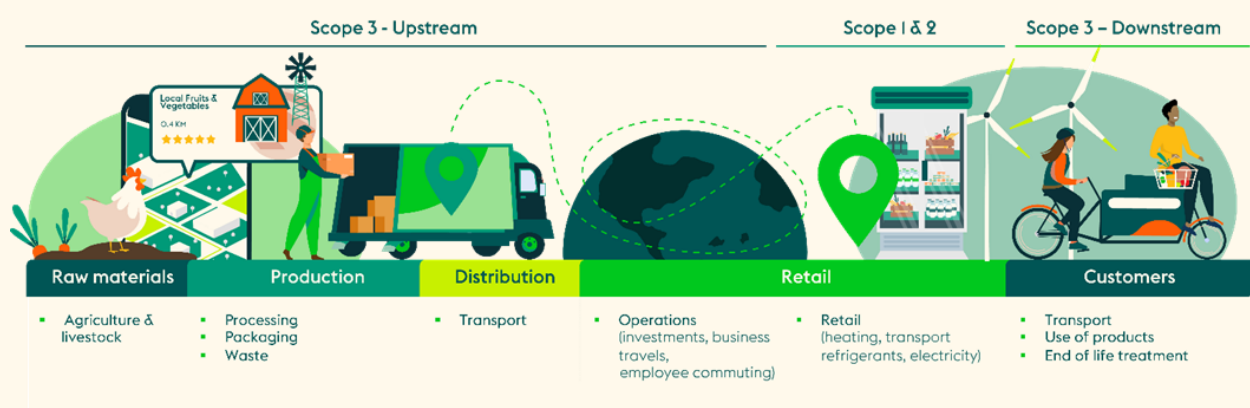 Scope 3 - Upstream
Scope 1 & 2
Scope 3 – Downstream
Local Fruits &
Vegetables
0.4 KM
Raw materials
Production
Distribution
Retail
Customers
Agriculture &
livestock
Processing
Packaging
Waste
Transport
Operations
(investments, business
travels,
employee commuting)
Retail
(heating, transport
refrigerants, electricity)
Transport
Use of products
End of life treatment